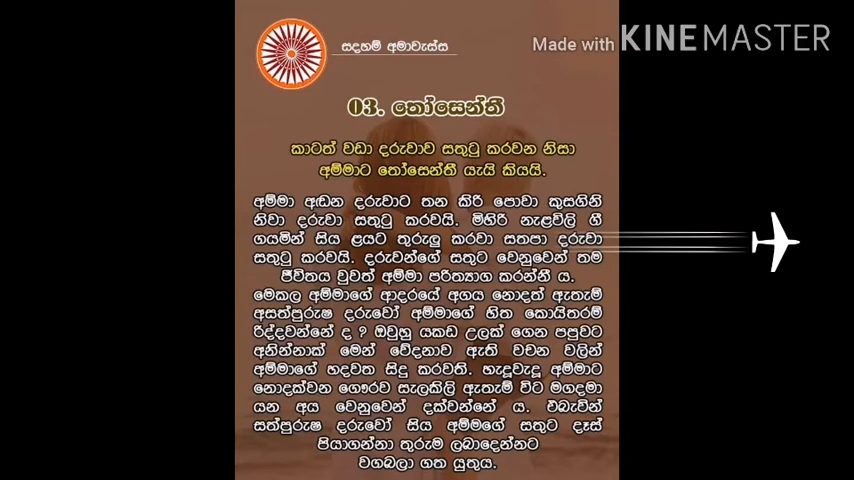 සදහම් අමාවැස්ස
Made with KINEMASTER
03. තෝසෙන්තී
කාටත් වඩා දරුවාව සතුටු කරවන නිසා
අම්මාට තෝසෙන්තී යැයි කියයි.
අම්මා අඬන දරුවාට තන කිරි පොවා කුසගිනි
නිවා දරුවා සතුටු කරවයි. මිහිරි නැළවිලි ගී
ගයමින් සිය ළයට තුරුලු කරවා සතපා දරුවා
සතුටු කරවයි. දරුවන්ගේ සතුට වෙනුවෙන් තම
ජීවිතය වුවත් අම්මා පරිත්‍යාග කරන්නී ය.
මෙකල අම්මාගේ ආදරයේ අගය නොදත් ඇතැම්
අසත්පුරුෂ දරුවෝ අම්මාගේ හිත කොයිතරම්
රිද්දවන්නේ ද ? ඔවුහු යකඩ උලක් ගෙන පපුවට
අනින්නාක් මෙන් වේදනාව ඇති වචන වලින්
අම්මාගේ හදවත සිදු කරවති. හැදූවැදූ අම්මාට
නොදක්වන ගෞරව සැලකිලි ඇතැම් විට මගදමා
යන අය වෙනුවෙන් දක්වන්නේ ය. එබැවින්
සත්පුරුෂ දරුවෝ සිය අම්මගේ සතුට දෑස්
පියාගන්නා තුරුම ලබාදෙන්නට
වගබලා ගත යුතුය.